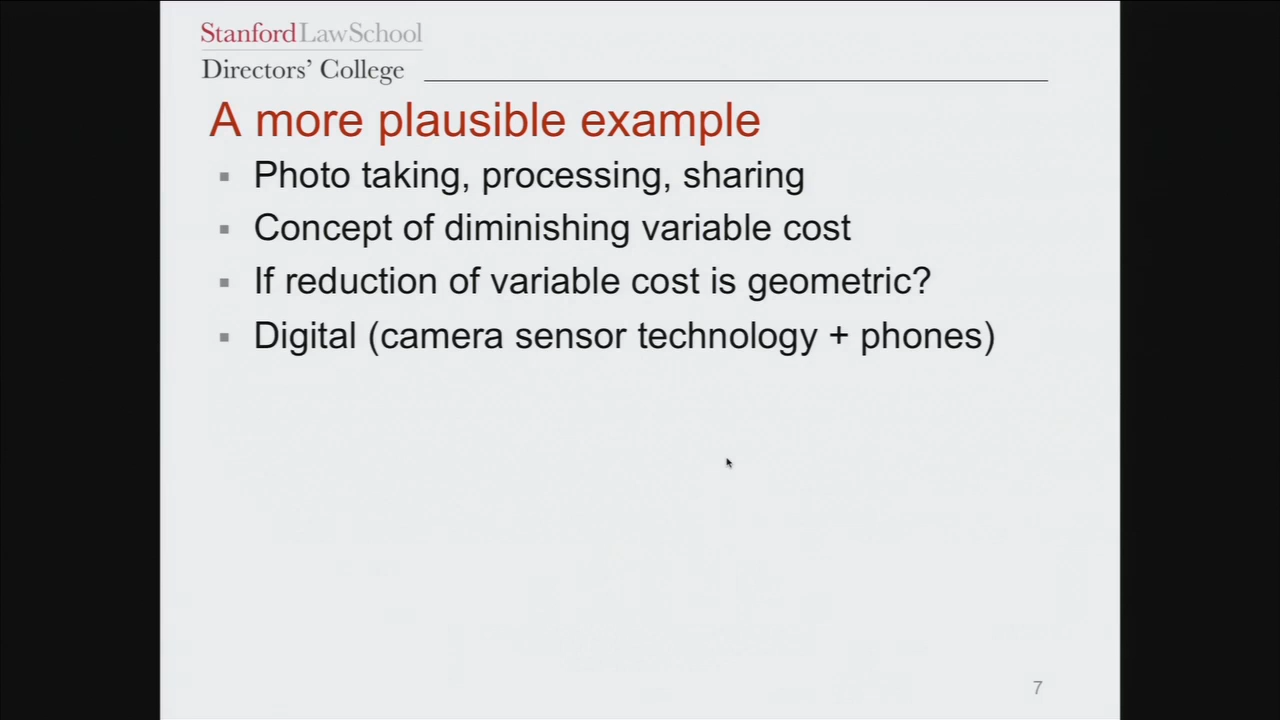 StanfordLawSchool
Directors' College
A more plausible example
▪ Photo taking, processing, sharing
▪ Concept of diminishing variable cost
▪ If reduction of variable cost is geometric?
▪ Digital (camera sensor technology + phones)
7